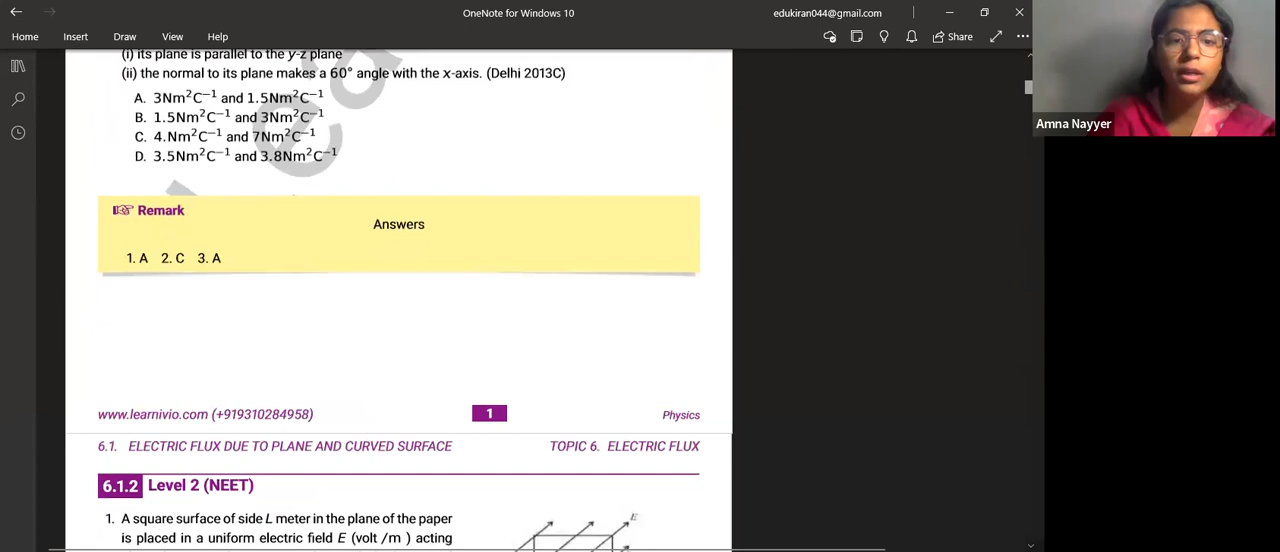 OneNote for Windows 10
edukiran044@gmail.com
Home Insert Draw View Help
Share
(i) its plane is parallel to the y-z plane
(ii) the normal to its plane makes a 60° angle with the x-axis. (Delhi 2013C)
A. 3Nm²C⁻¹ and 1.5Nm²C⁻¹
B. 1.5Nm²C⁻¹ and 3Nm²C⁻¹
C. 4.Nm²C⁻¹ and 7Nm²C⁻¹
D. 3.5Nm²C⁻¹ and 3.8Nm²C⁻¹
Remark
Answers
1. A 2. C 3. A
www.learnivio.com (+919310284958) 1 Physics
6.1. ELECTRIC FLUX DUE TO PLANE AND CURVED SURFACE TOPIC 6. ELECTRIC FLUX
6.1.2 Level 2 (NEET)
1. A square surface of side L meter in the plane of the paper
is placed in a uniform electric field E (volt /m ) acting
E
Amna Nayyer